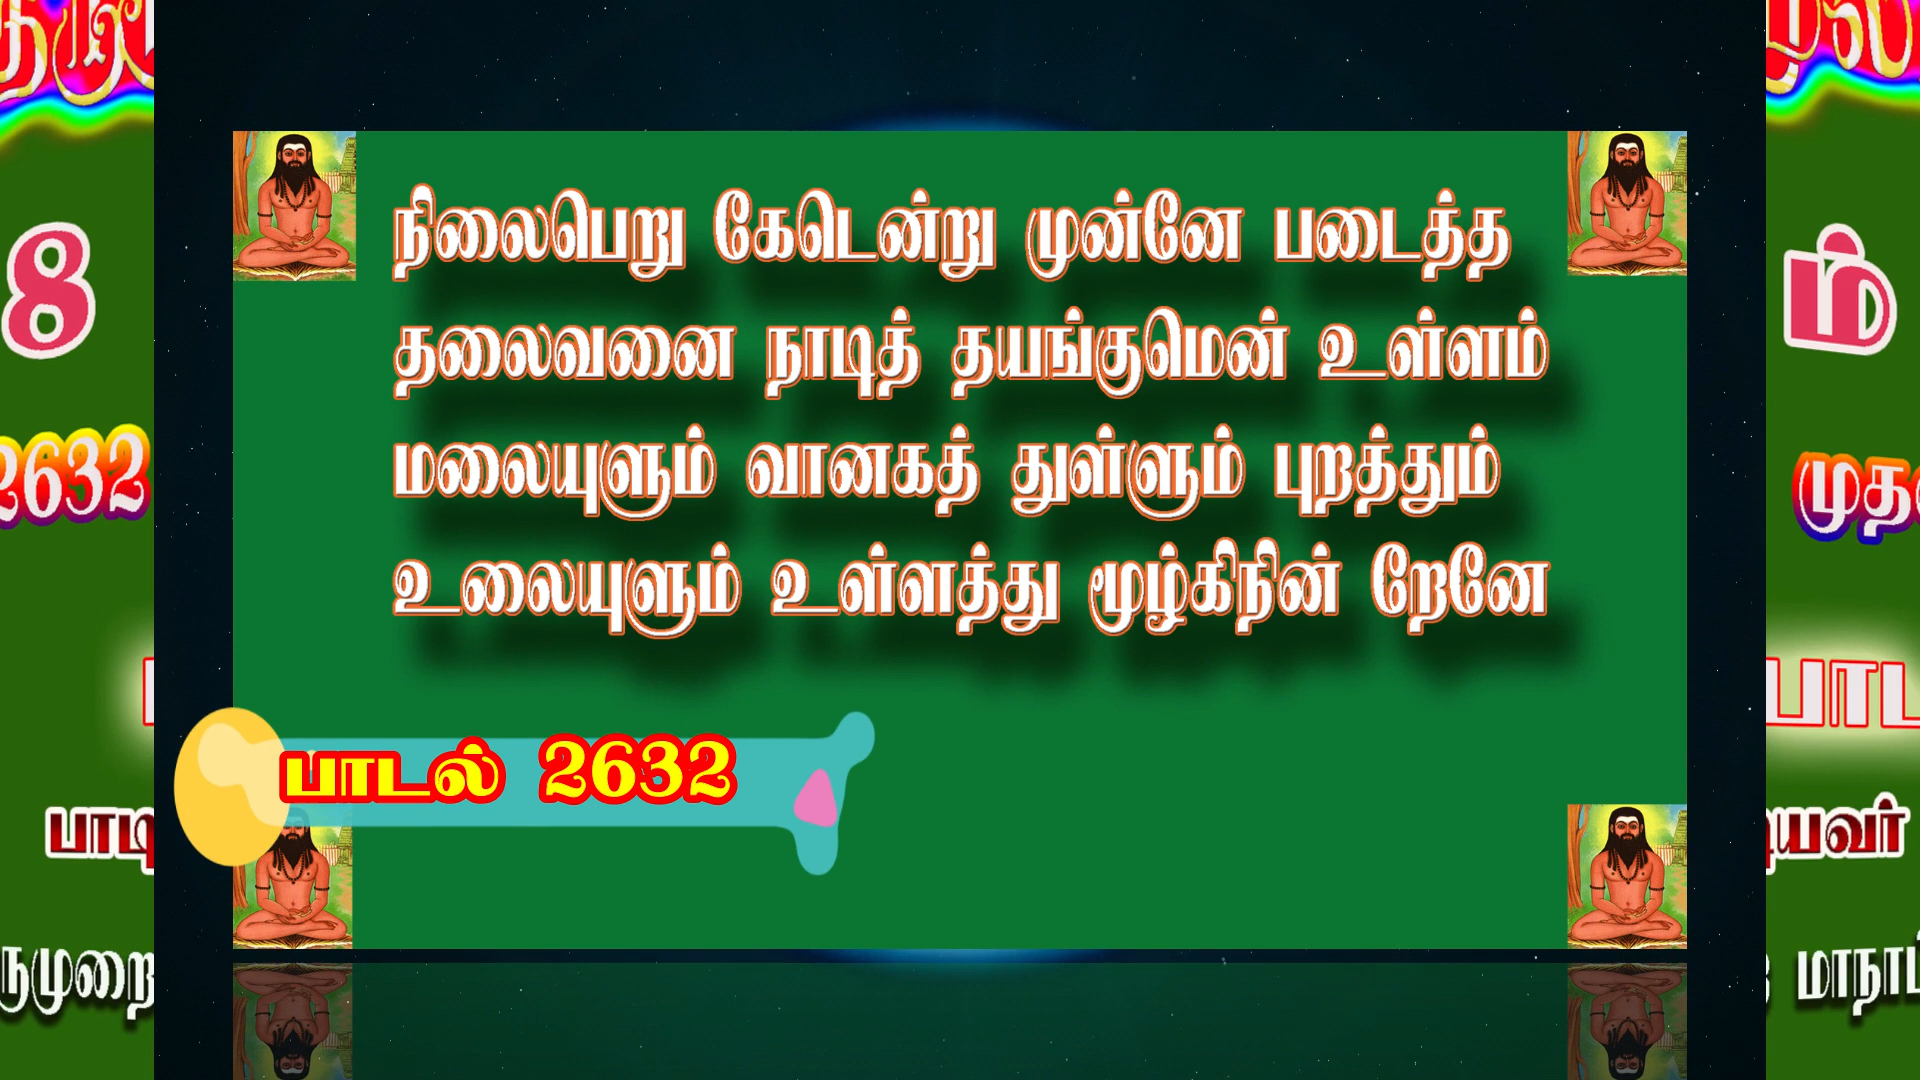 நிலைபெறு கேடென்று முன்னே படைத்த
தலைவனை நாடித் தயங்குமென் உள்ளம்
மலையுளும் வானகத் துள்ளும் புறத்தும்
உலையுளும் உள்ளத்து மூழ்கிநின் றேனே
பாடல் 2632
8
2632
ம்